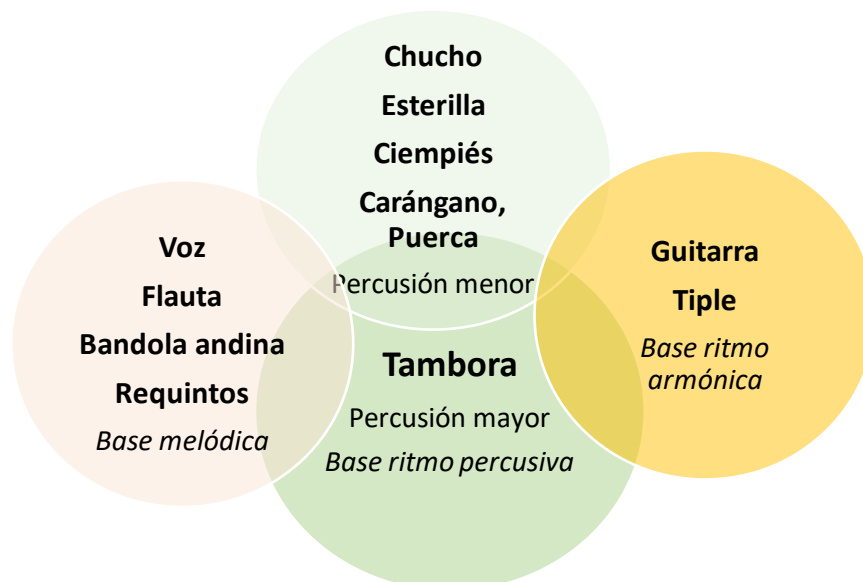 Chucho
Esterilla
Ciempiés
Carángano,
Puerca
Percusión menor
Voz
Flauta
Bandola andina
Requintos
Base melódica
Tambora
Percusión mayor
Base ritmo percusiva
Guitarra
Tiple
Base ritmo
armónica